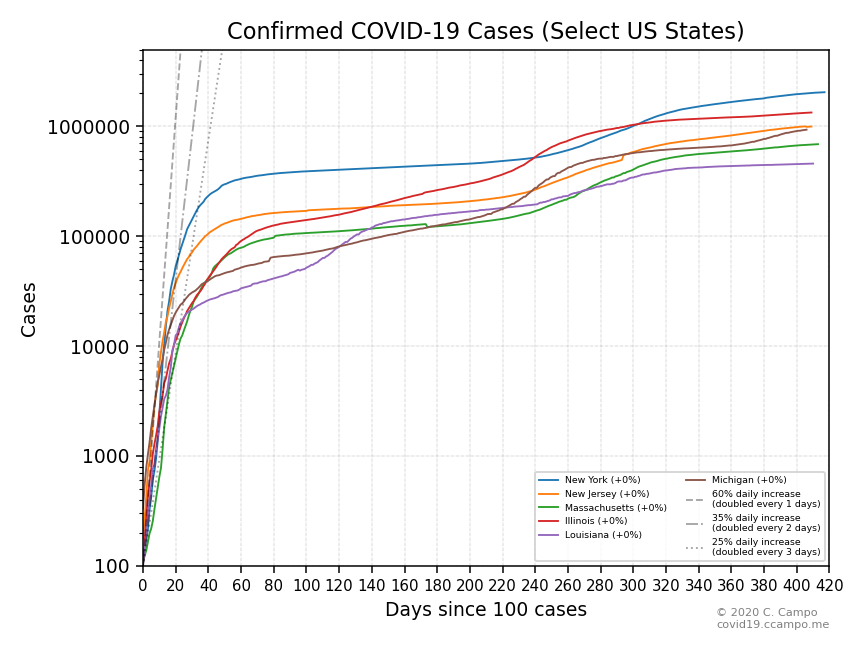 Confirmed COVID-19 Cases (Select US States)
1000000
100000
10000
1000
100
Cases
0 20 40 60 80 100 120 140 160 180 200 220 240 260 280 300 320 340 360 380 400 420
Days since 100 cases
New York (+0%)
New Jersey (+0%)
Massachusetts (+0%)
Illinois (+0%)
Louisiana (+0%)
Michigan (+0%)
60% daily increase
(doubled every 1 days)
35% daily increase
(doubled every 2 days)
25% daily increase
(doubled every 3 days)
© 2020 C. Campo
covid19.ccampo.me